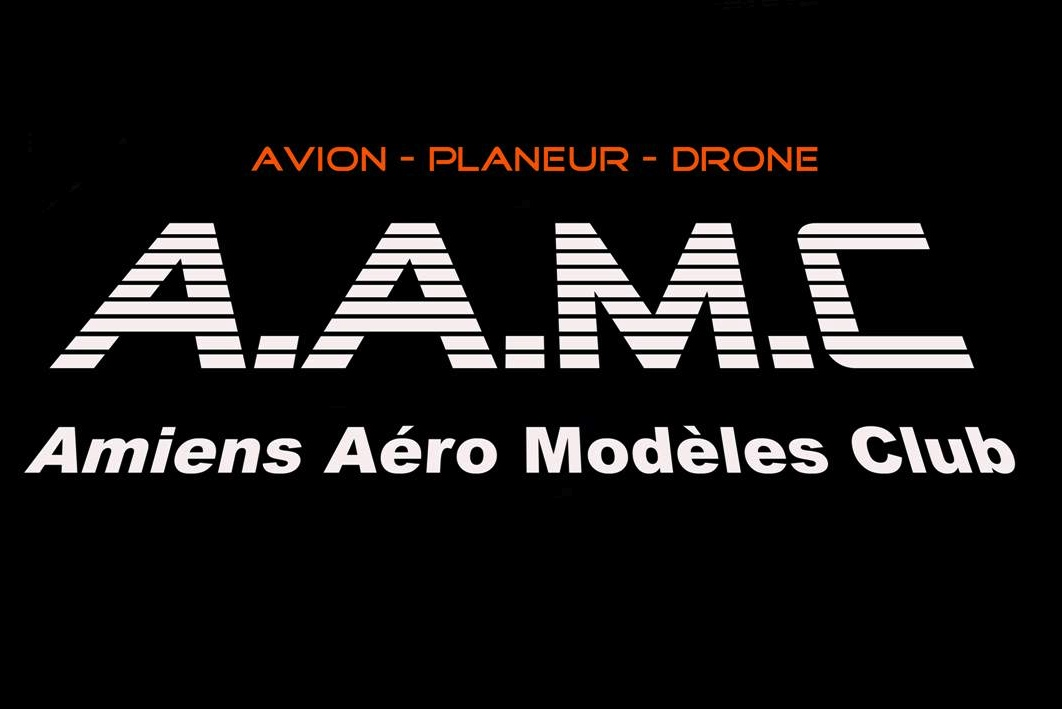 AVION - PLANEUR - DRONE
A.A.M.C
Amiens Aéro Modèles Club